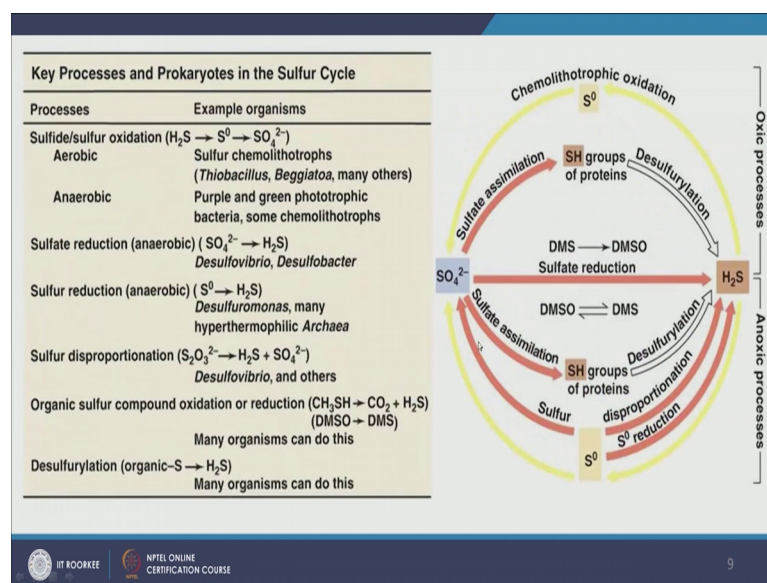 Key Processes and Prokaryotes in the Sulfur Cycle
Processes Example organisms
Sulfide/sulfur oxidation (H₂S → S⁰ → SO₄²⁻)
Aerobic Sulfur chemolithotrophs
(Thiobacillus, Beggiatoa, many others)
Anaerobic Purple and green phototrophic
bacteria, some chemolithotrophs
Sulfate reduction (anaerobic) ( SO₄²⁻ → H₂S)
Desulfovibrio, Desulfobacter
Sulfur reduction (anaerobic) ( S⁰ → H₂S)
Desulfuromonas, many
hyperthermophilic Archaea
Sulfur disproportionation (S₂O₃²⁻ → H₂S + SO₄²⁻)
Desulfovibrio, and others
Organic sulfur compound oxidation or reduction (CH₃SH → CO₂ + H₂S)
(DMSO → DMS)
Many organisms can do this
Desulfurylation (organic–S → H₂S)
Many organisms can do this
Chemolithotrophic oxidation
S⁰
Sulfate assimilation
SH groups
of proteins
Desulfurylation
DMS → DMSO
SO₄²⁻
Sulfate reduction
H₂S
DMSO ⇌ DMS
Sulfate assimilation
SH groups
of proteins
Desulfurylation
Sulfur disproportionation
S⁰ reduction
S⁰
Oxic processes
Anoxic processes
IIT ROORKEE
NPTEL ONLINE
CERTIFICATION COURSE
9